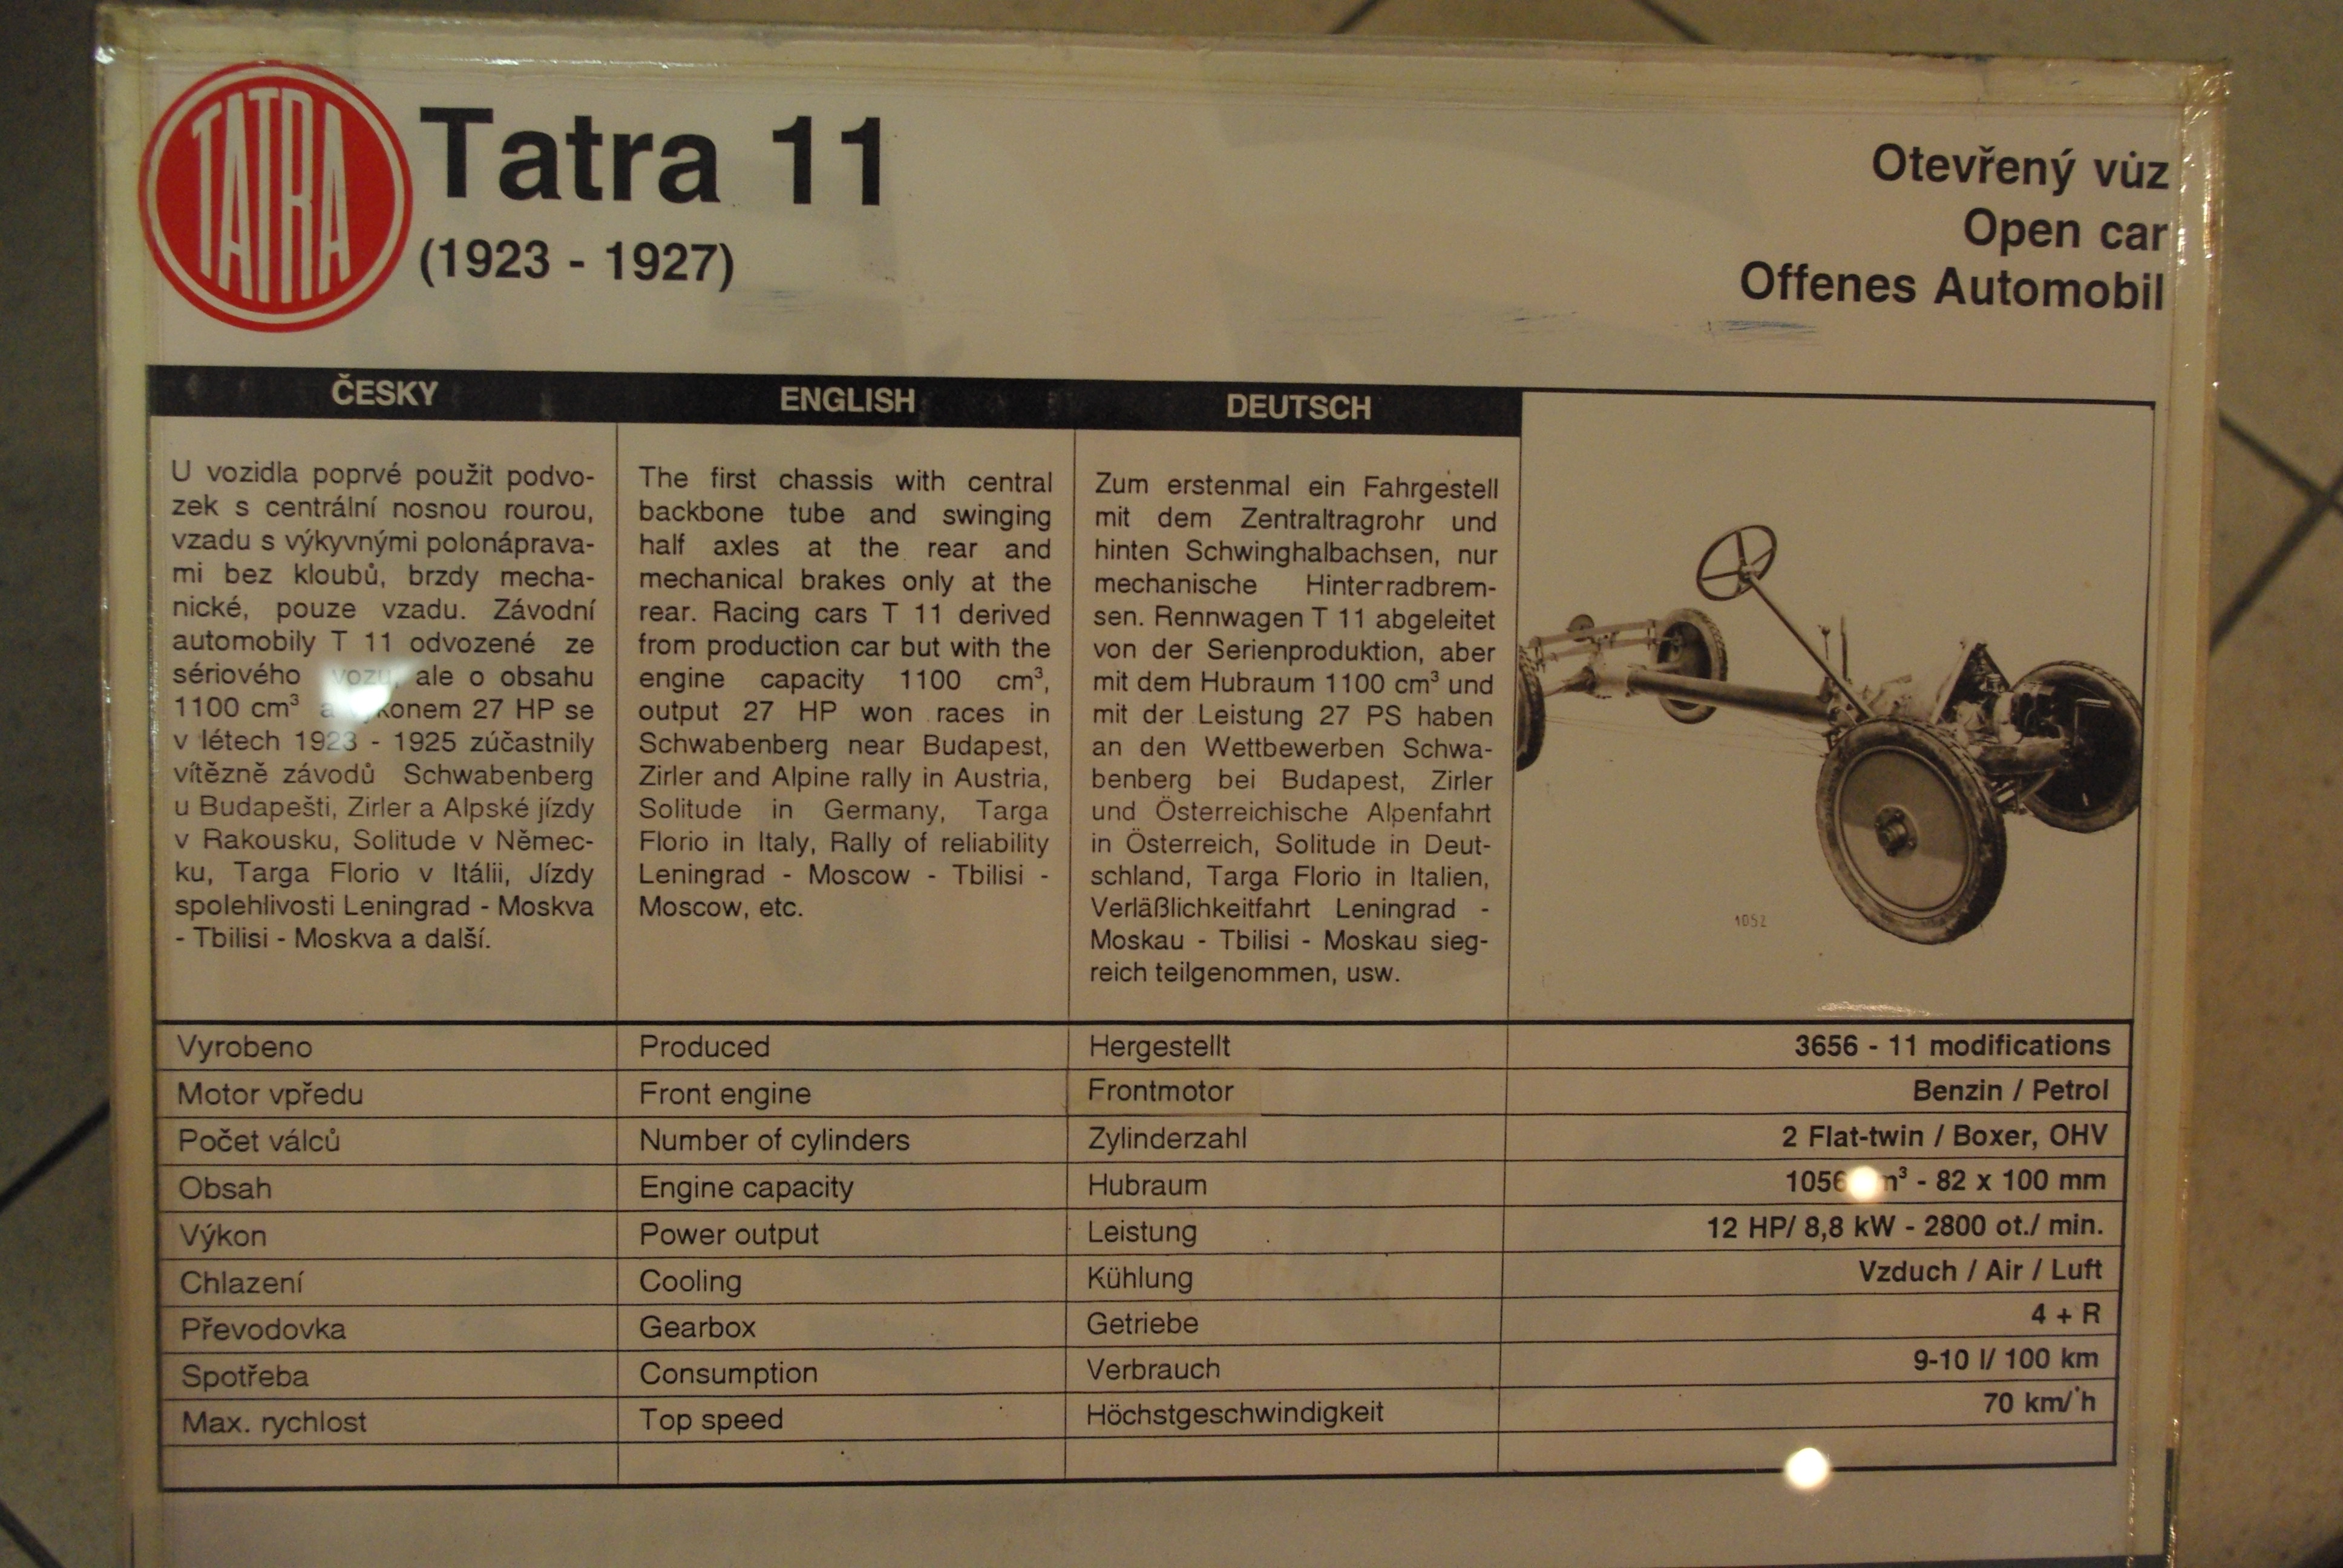 TATRA
Tatra 11
(1923 - 1927)
Otevřený vůz
Open car
Offenes Automobil
ČESKY
U vozidla poprvé použit podvo-
zek s centrální nosnou rourou,
vzadu s výkyvnými polonáprava-
mi bez kloubů, brzdy mecha-
nické, pouze vzadu. Závodní
automobily T 11 odvozené ze
sériového vozu, ale o obsahu
1100 cm³ a výkonem 27 HP se
v létech 1923 - 1925 zúčastnily
vítězně závodů Schwabenberg
u Budapešti, Zirler a Alpské jízdy
v Rakousku, Solitude v Němec-
ku, Targa Florio v Itálii, Jízdy
spolehlivosti Leningrad - Moskva
- Tbilisi - Moskva a další.
ENGLISH
The first chassis with central
backbone tube and swinging
half axles at the rear and
mechanical brakes only at the
rear. Racing cars T 11 derived
from production car but with the
engine capacity 1100 cm³,
output 27 HP won races in
Schwabenberg near Budapest,
Zirler and Alpine rally in Austria,
Solitude in Germany, Targa
Florio in Italy, Rally of reliability
Leningrad - Moscow - Tbilisi -
Moscow, etc.
DEUTSCH
Zum erstenmal ein Fahrgestell
mit dem Zentraltragrohr und
hinten Schwinghalbachsen, nur
mechanische Hinterradbrem-
sen. Rennwagen T 11 abgeleitet
von der Serienproduktion, aber
mit dem Hubraum 1100 cm³ und
mit der Leistung 27 PS haben
an den Wettbewerben Schwa-
benberg bei Budapest, Zirler
und Österreichische Alpenfahrt
in Österreich, Solitude in Deut-
schland, Targa Florio in Italien,
Verläßlichkeitfahrt Leningrad -
Moskau - Tbilisi - Moskau sieg-
reich teilgenommen, usw.
1052
Vyrobeno Produced Hergestellt 3656 - 11 modifications
Motor vpředu Front engine Frontmotor Benzin / Petrol
Počet válců Number of cylinders Zylinderzahl 2 Flat-twin / Boxer, OHV
Obsah Engine capacity Hubraum 1056 cm³ - 82 x 100 mm
Výkon Power output Leistung 12 HP/ 8,8 kW - 2800 ot./ min.
Chlazení Cooling Kühlung Vzduch / Air / Luft
Převodovka Gearbox Getriebe 4 + R
Spotřeba Consumption Verbrauch 9-10 l/ 100 km
Max. rychlost Top speed Höchstgeschwindigkeit 70 km/ h